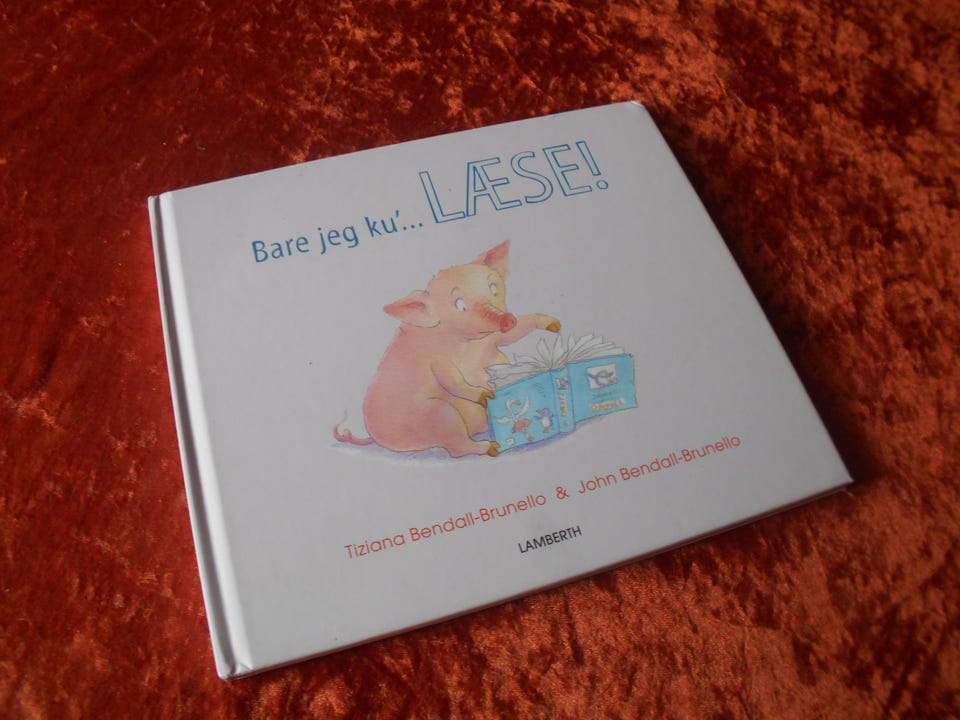 Bare jeg ku'... LÆSE!
Tiziana Bendall-Brunello & John Bendall-Brunello
LAMBERTH